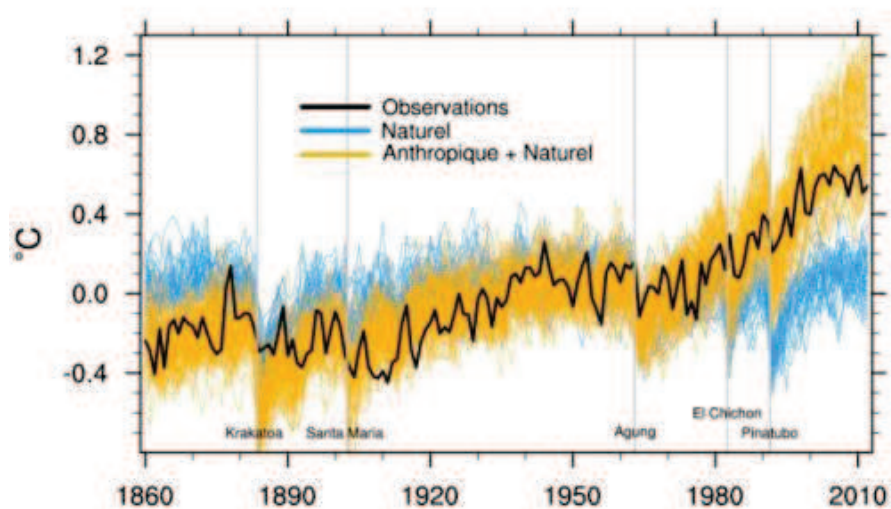 1.2
0.8
0.4
0.0
-0.4
°C
Observations
Naturel
Anthropique + Naturel
El Chichon
Krakatoa Santa Maria Agung Pinatubo
1860 1890 1920 1950 1980 2010